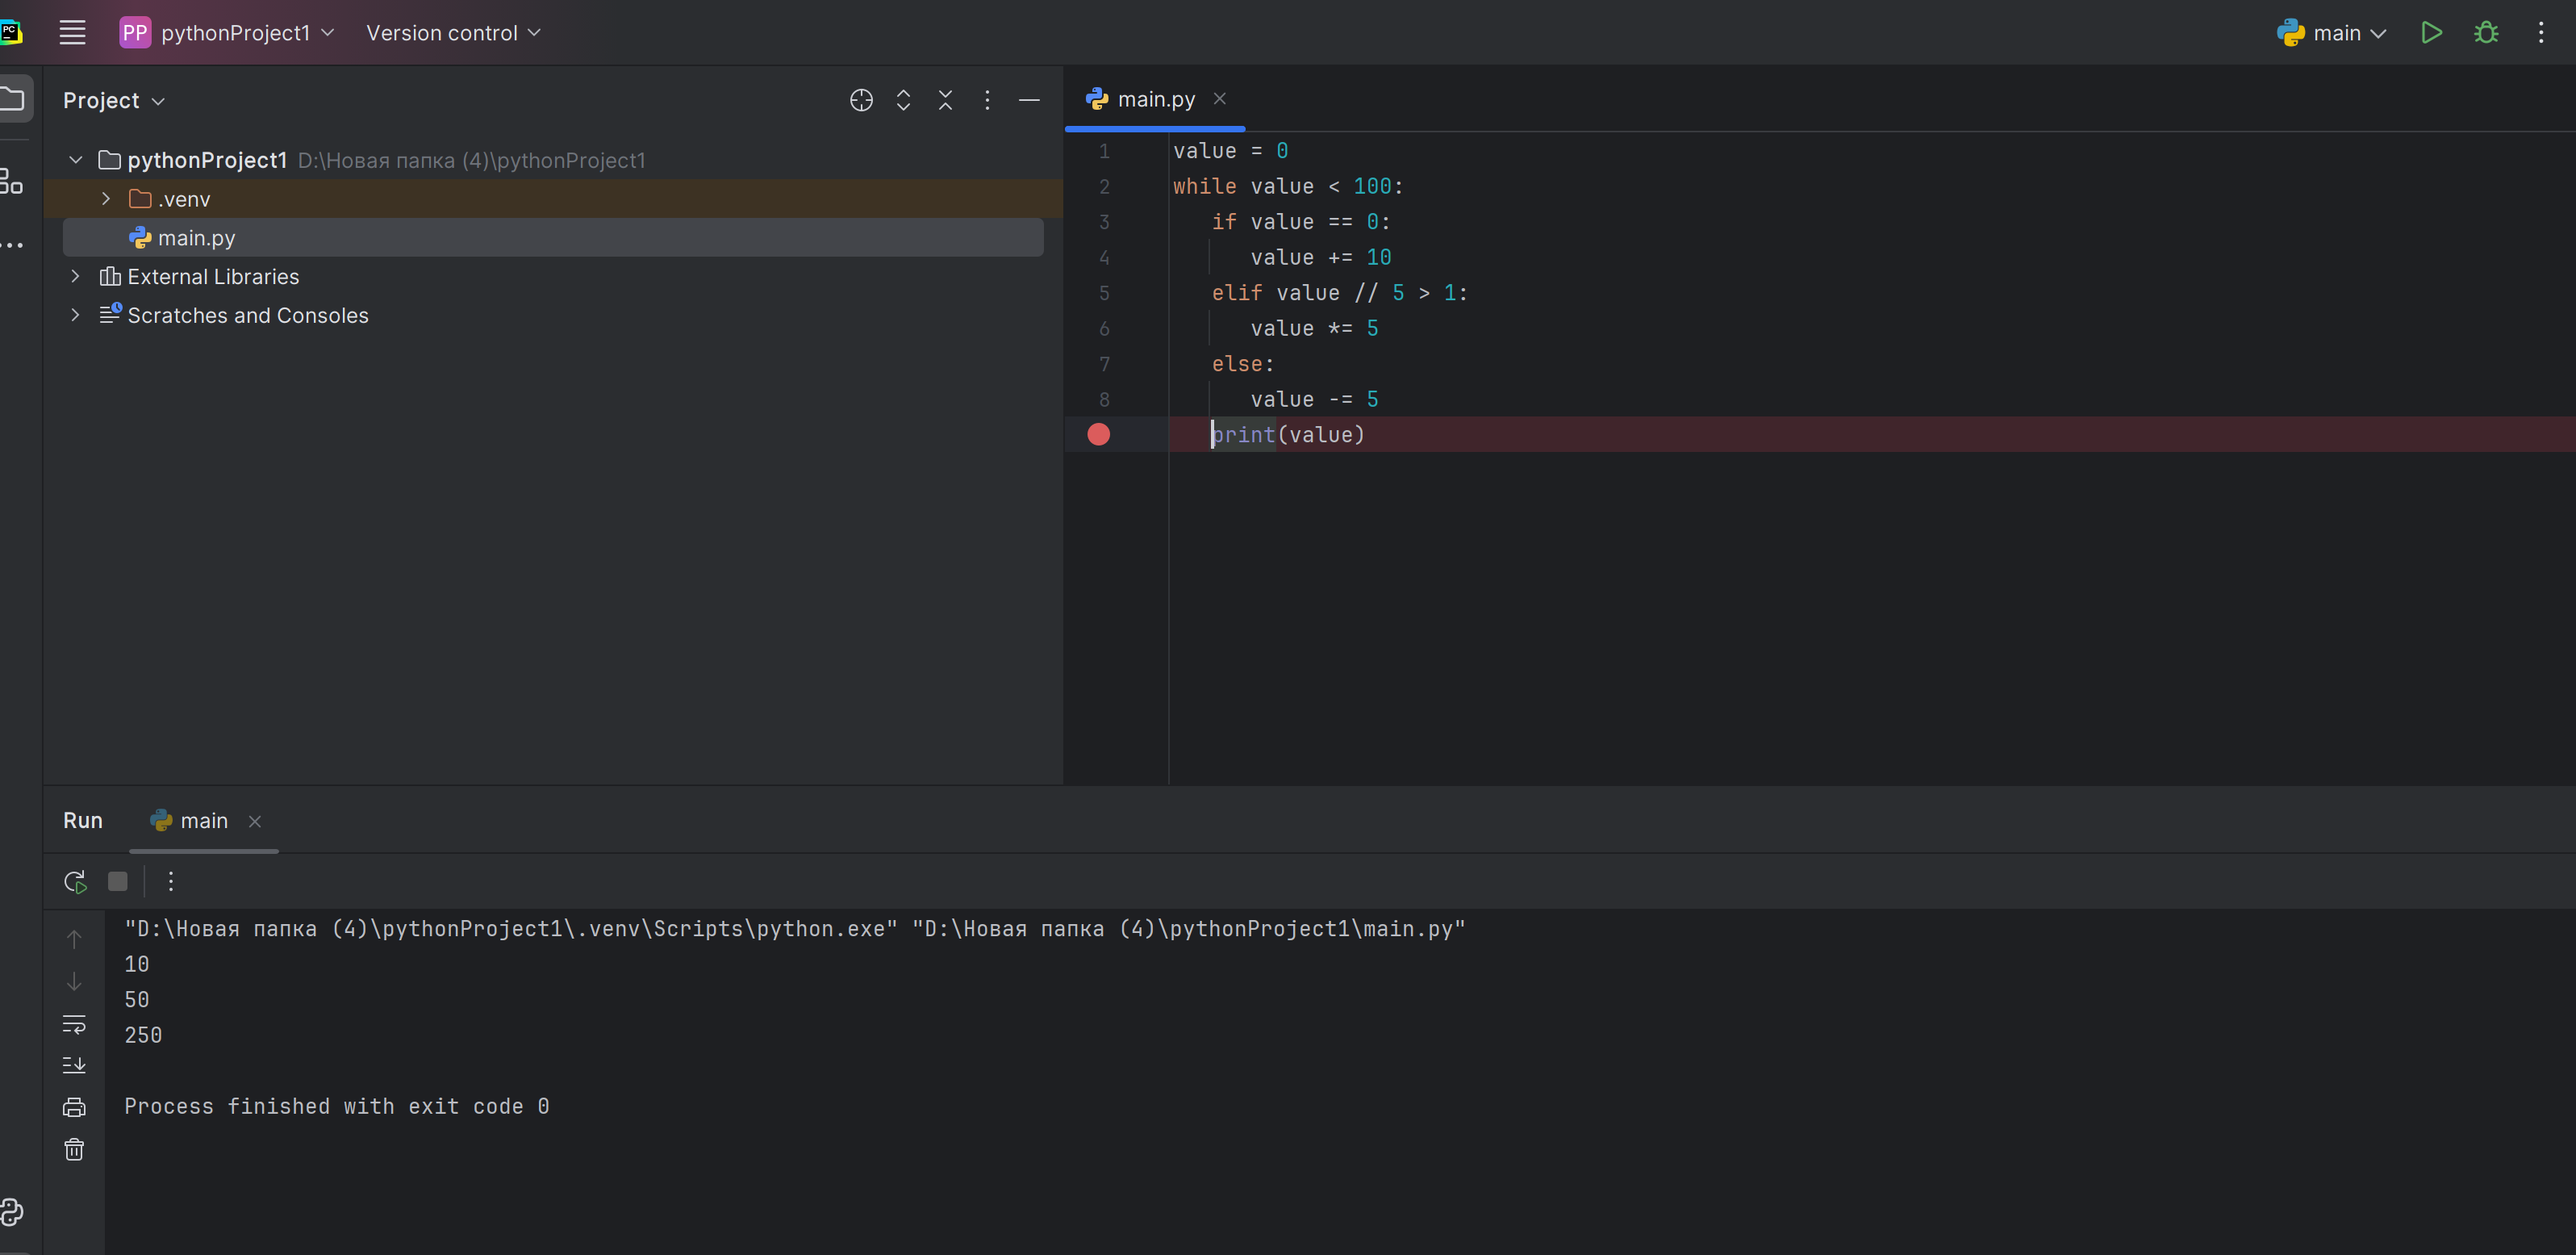 PC
PP pythonProject1 Version control main
Project
main.py
pythonProject1 D:\Новая папка (4)\pythonProject1
.venv
main.py
External Libraries
Scratches and Consoles
1 value = 0
2 while value < 100:
3 if value == 0:
4 value += 10
5 elif value // 5 > 1:
6 value *= 5
7 else:
8 value -= 5
print(value)
Run main
"D:\Новая папка (4)\pythonProject1\.venv\Scripts\python.exe" "D:\Новая папка (4)\pythonProject1\main.py"
10
50
250
Process finished with exit code 0